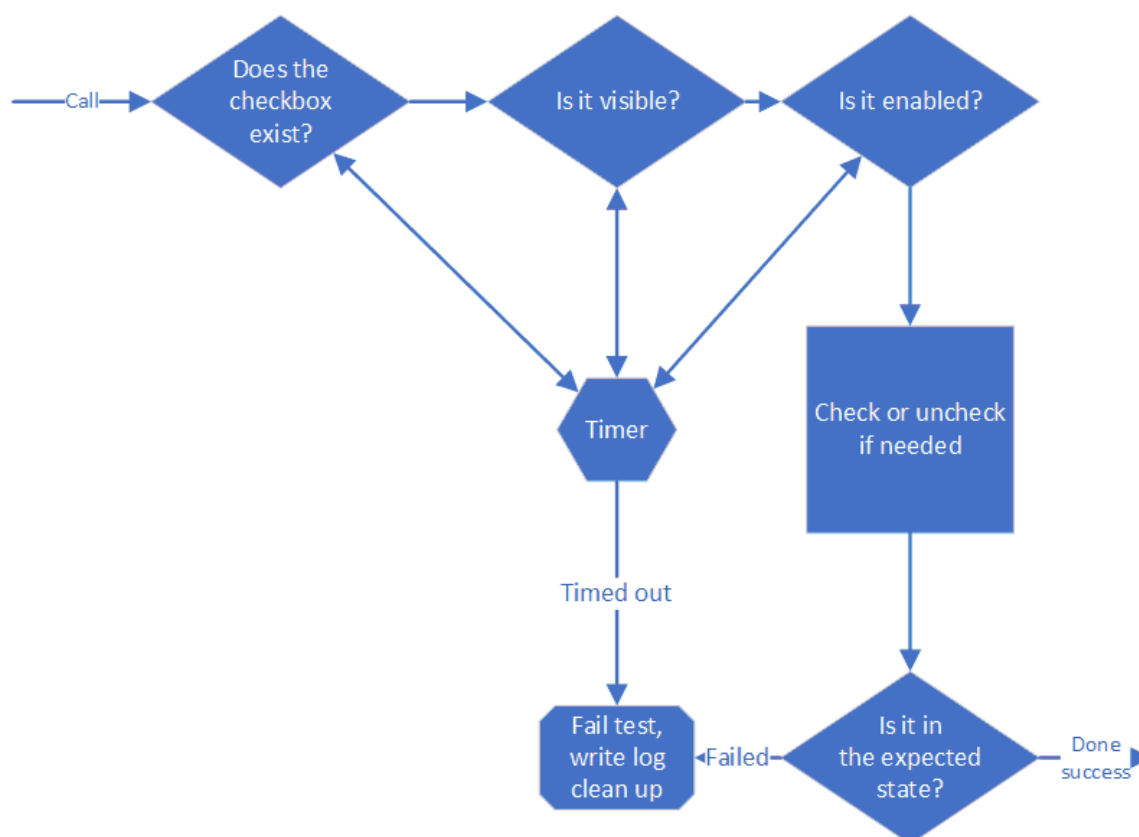 Call
Does the
checkbox
exist?
Is it visible?
Is it enabled?
Timer
Check or uncheck
if needed
Timed out
Fail test,
write log
clean up
Failed
Is it in
the expected
state?
Done
success